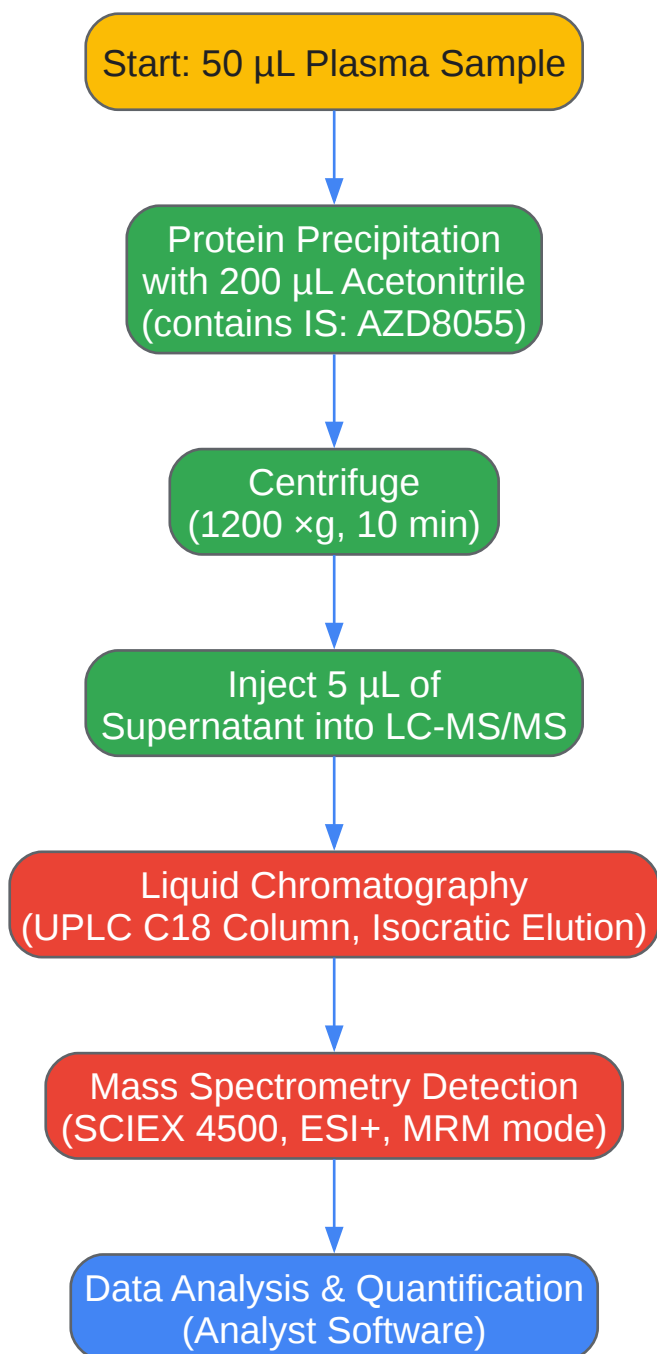 Start: 50 µL Plasma Sample
Protein Precipitation
with 200 µL Acetonitrile
(contains IS: AZD8055)
Centrifuge
(1200 ×g, 10 min)
Inject 5 µL of
Supernatant into LC-MS/MS
Liquid Chromatography
(UPLC C18 Column, Isocratic Elution)
Mass Spectrometry Detection
(SCIEX 4500, ESI+, MRM mode)
Data Analysis & Quantification
(Analyst Software)